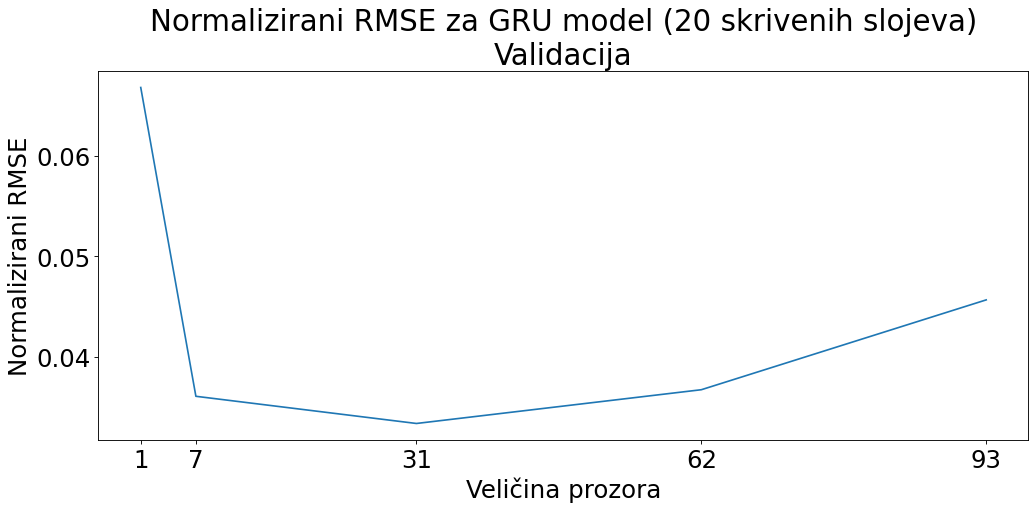 Normalizirani RMSE za GRU model (20 skrivenih slojeva)
Validacija
Normalizirani RMSE
0.06
0.05
0.04
1 7 31 62 93
Veličina prozora